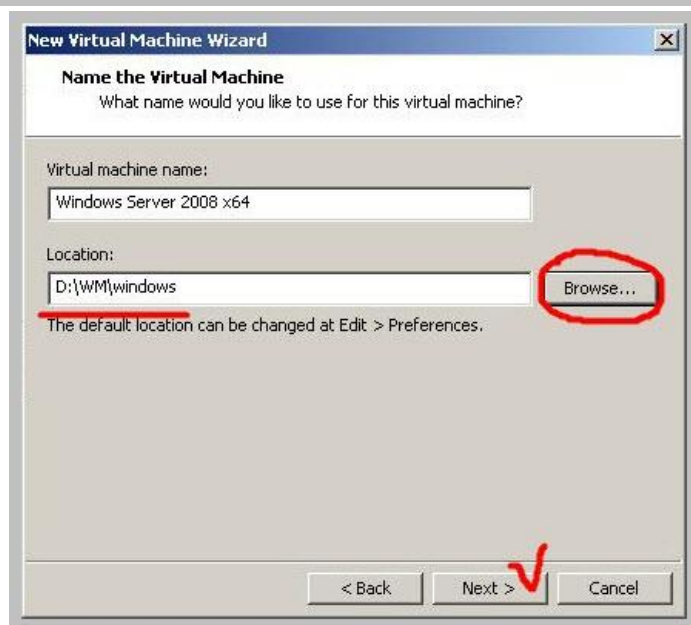 New Virtual Machine Wizard
Name the Virtual Machine
What name would you like to use for this virtual machine?
Virtual machine name:
Windows Server 2008 x64
Location:
D:\WM\windows
Browse...
The default location can be changed at Edit > Preferences.
< Back Next > Cancel